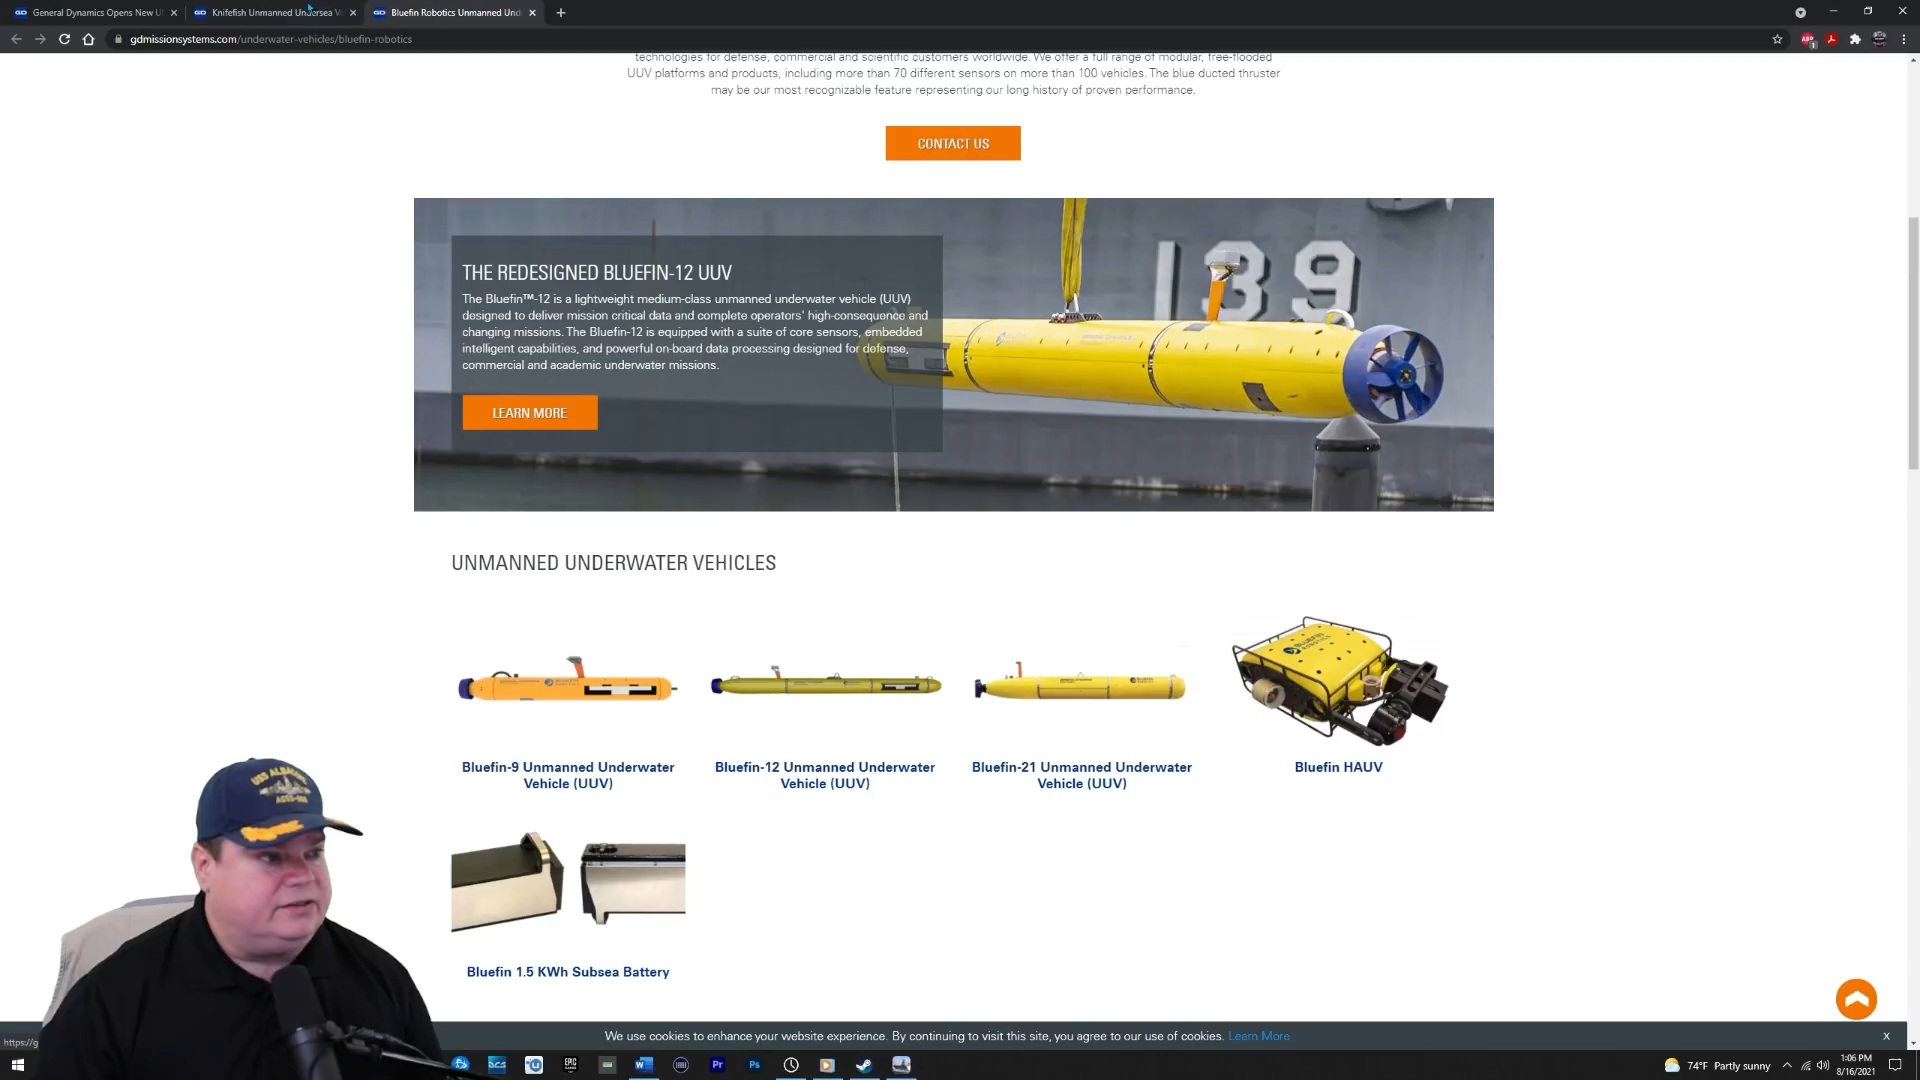 General Dynamics Opens New U
Knifefish Unmanned Undersea V
Bluefin Robotics Unmanned Und
gdmissionsystems.com/underwater-vehicles/bluefin-robotics
technologies for defense, commercial and scientific customers worldwide. We offer a full range of modular, free-flooded
UUV platforms and products, including more than 70 different sensors on more than 100 vehicles. The blue ducted thruster
may be our most recognizable feature representing our long history of proven performance.
CONTACT US
139
THE REDESIGNED BLUEFIN-12 UUV
The Bluefin™-12 is a lightweight medium-class unmanned underwater vehicle (UUV)
designed to deliver mission critical data and complete operators' high-consequence and
changing missions. The Bluefin-12 is equipped with a suite of core sensors, embedded
intelligent capabilities, and powerful on-board data processing designed for defense,
commercial and academic underwater missions.
LEARN MORE
UNMANNED UNDERWATER VEHICLES
BLUEFIN
ROBOTICS
Bluefin-9 Unmanned Underwater
Vehicle (UUV)
Bluefin-12 Unmanned Underwater
Vehicle (UUV)
Bluefin-21 Unmanned Underwater
Vehicle (UUV)
Bluefin HAUV
USS ALBACORE
AGSS-569
Bluefin 1.5 KWh Subsea Battery
We use cookies to enhance your website experience. By continuing to visit this site, you agree to our use of cookies. Learn More
X
https://g
74°F Partly sunny
1:06 PM
8/16/2021